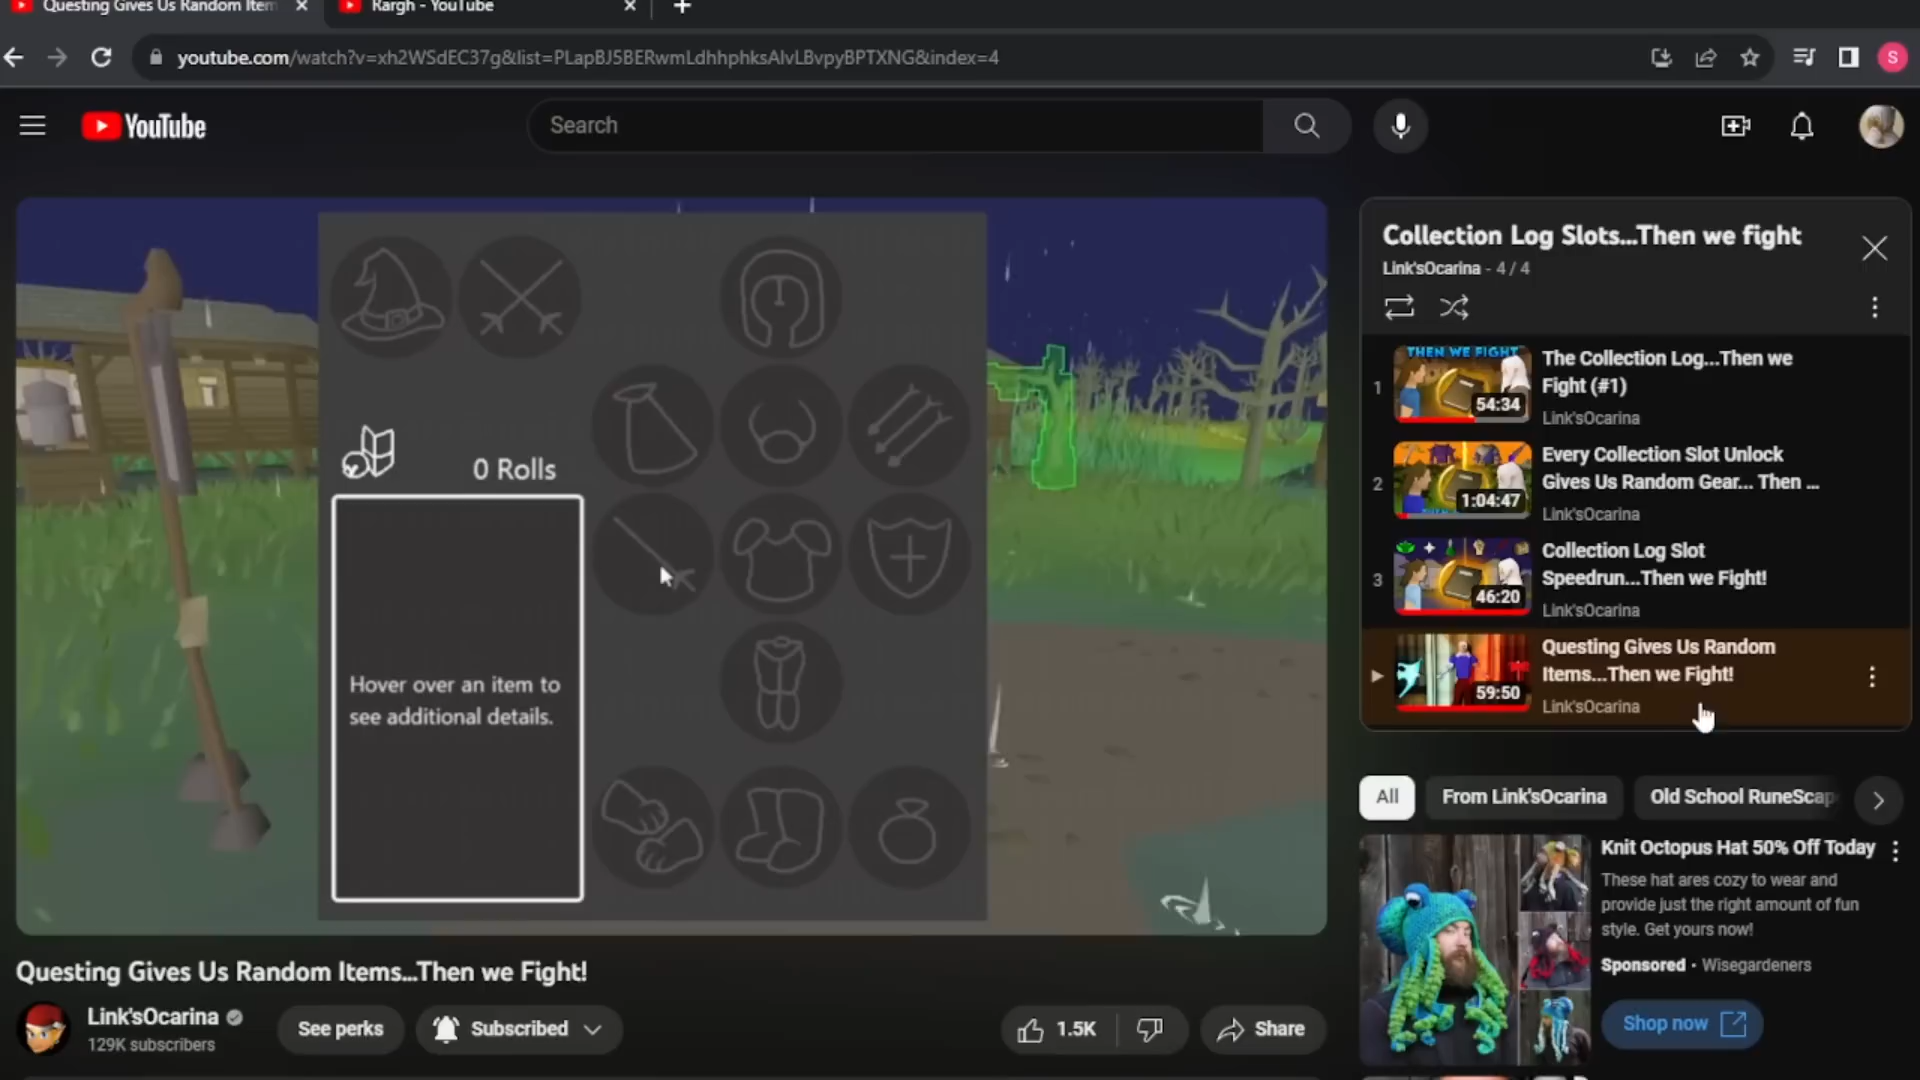 Questing Gives Us Random Item
Rargh - YouTube
youtube.com/watch?v=xh2WSdEC37g&list=PLapBJ5BERwmLdhhphksAlvLBvpyBPTXNG&index=4
S
YouTube
Search
0 Rolls
Hover over an item to
see additional details.
Collection Log Slots...Then we fight
Link'sOcarina - 4 / 4
1
THEN WE FIGHT
54:34
The Collection Log...Then we
Fight (#1)
Link'sOcarina
2
1:04:47
Every Collection Slot Unlock
Gives Us Random Gear... Then ...
Link'sOcarina
3
46:20
Collection Log Slot
Speedrun...Then we Fight!
Link'sOcarina
59:50
Questing Gives Us Random
Items...Then we Fight!
Link'sOcarina
All
From Link'sOcarina
Old School RuneScap
Knit Octopus Hat 50% Off Today
These hat ares cozy to wear and
provide just the right amount of fun
style. Get yours now!
Sponsored · Wisegardeners
Shop now
Questing Gives Us Random Items...Then we Fight!
Link'sOcarina
129K subscribers
See perks
Subscribed
1.5K
Share